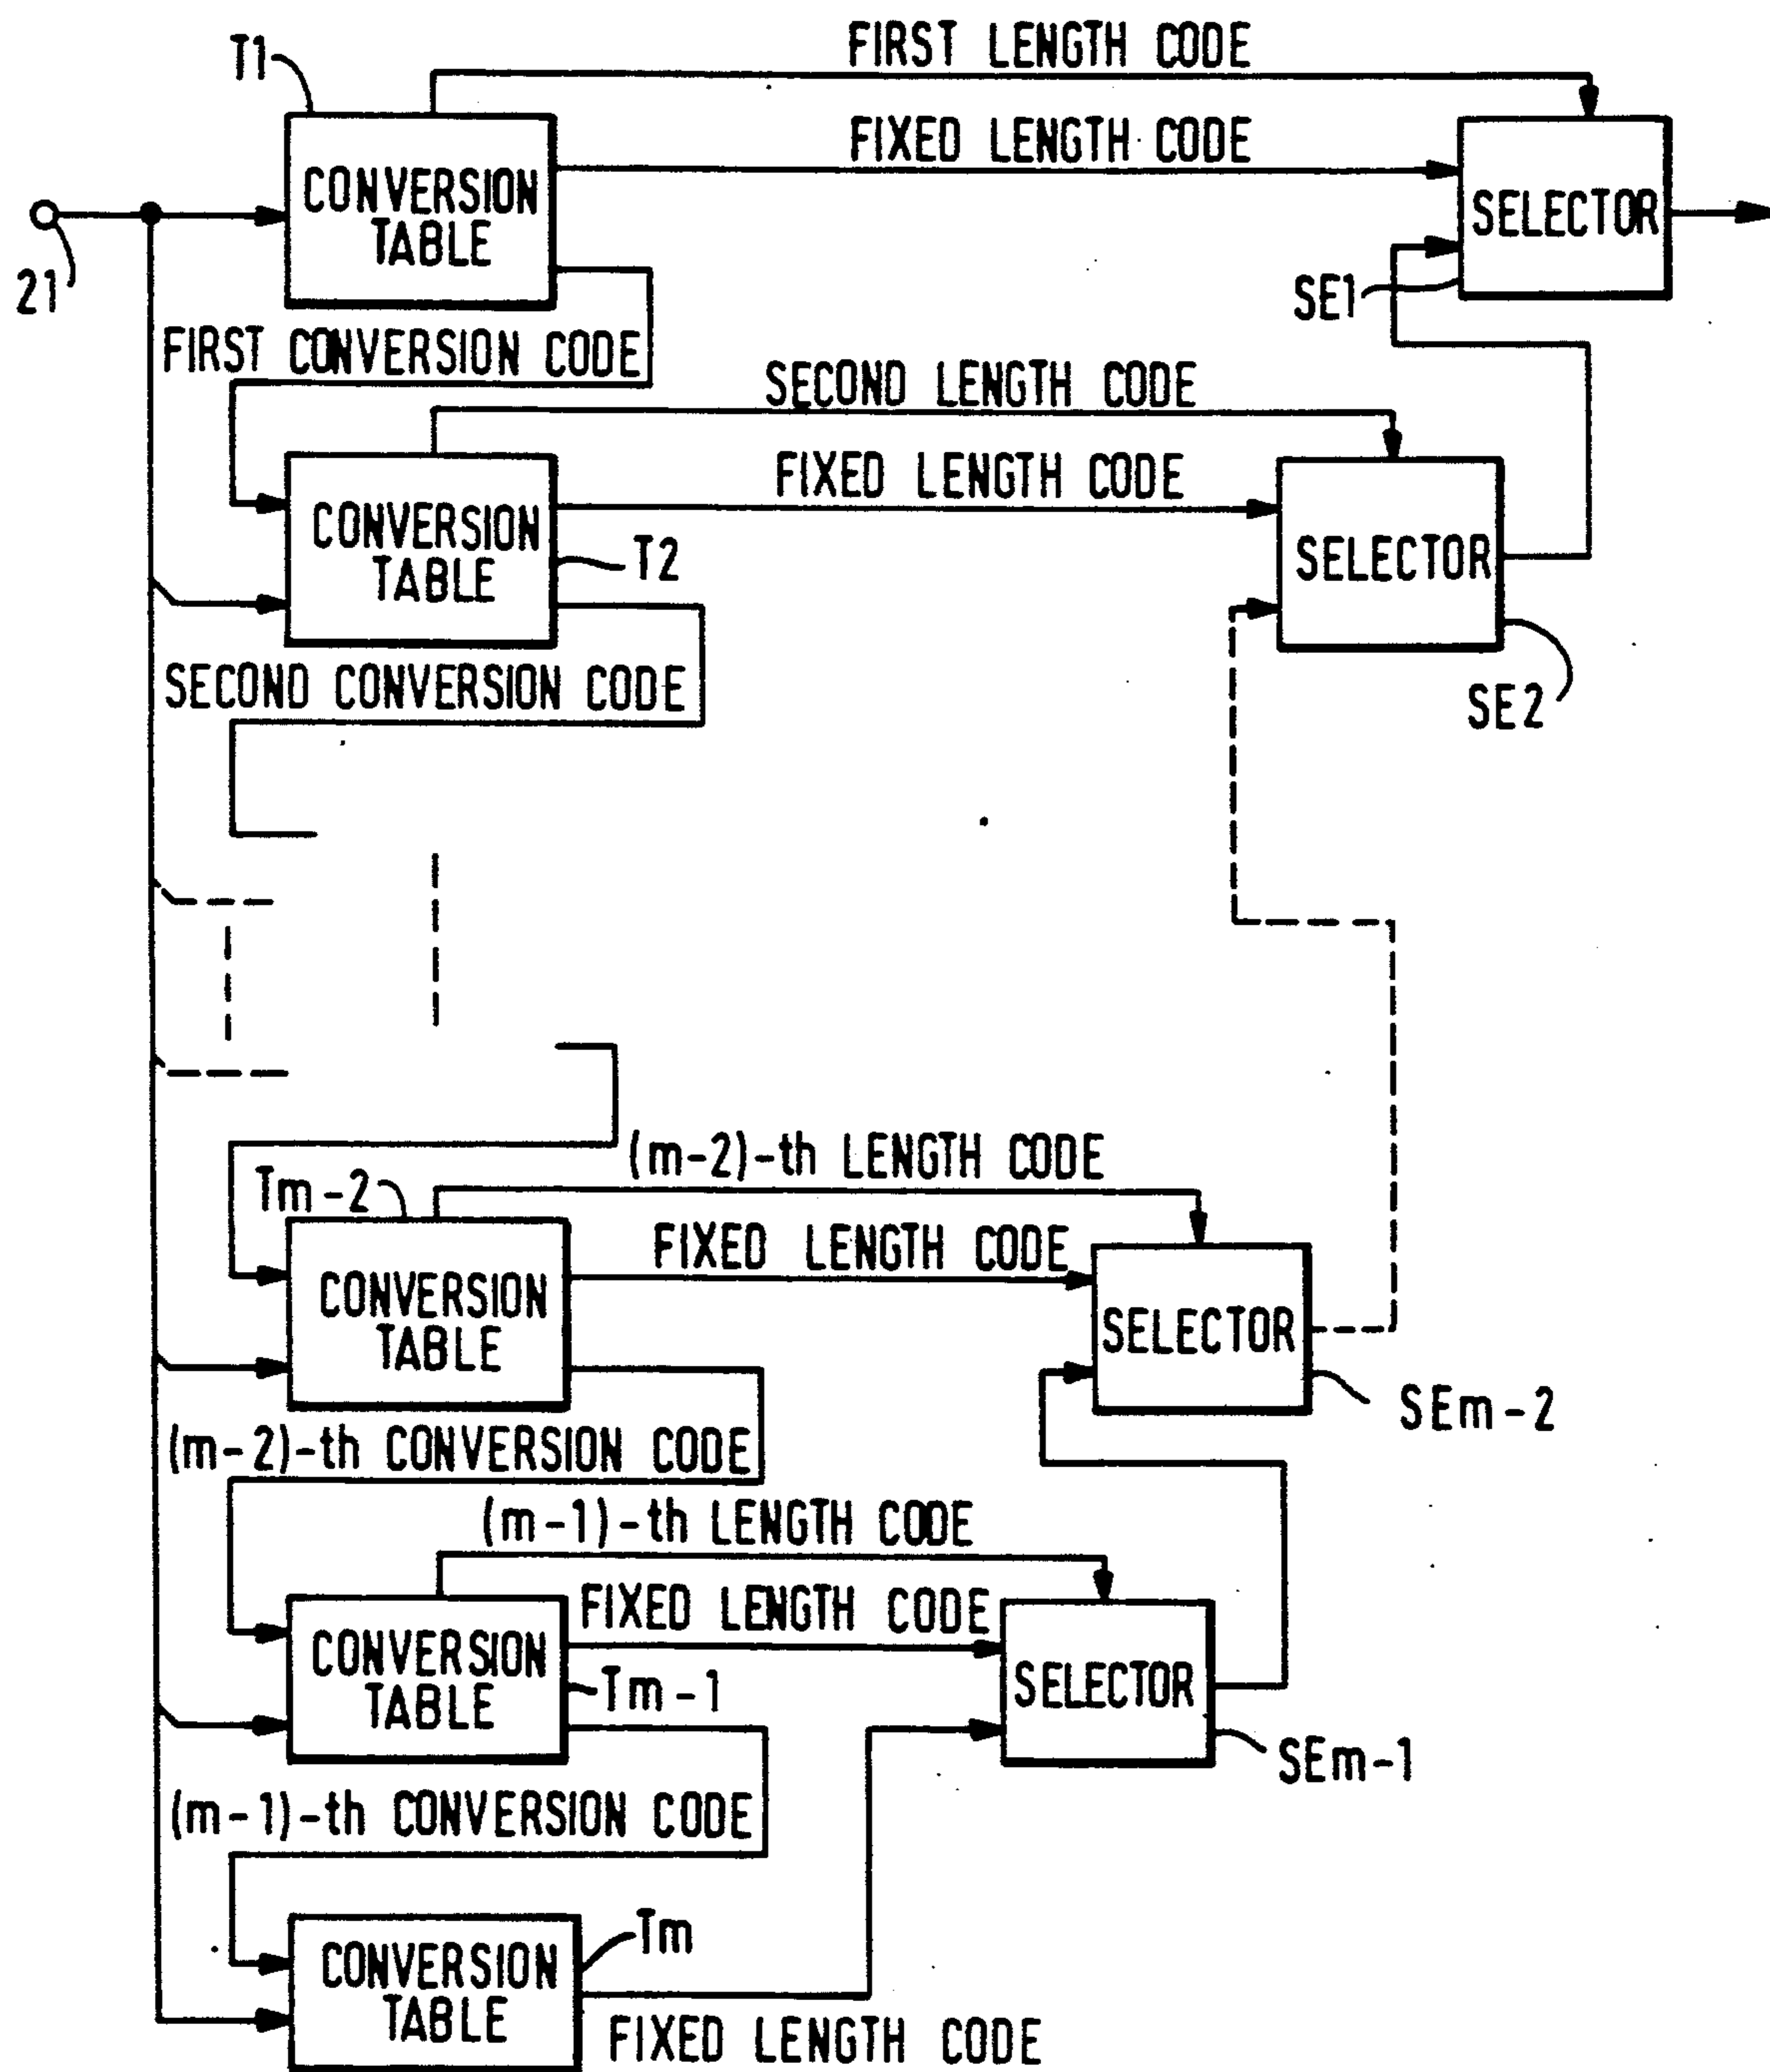 T1
FIRST LENGTH CODE
FIXED LENGTH CODE
CONVERSION
TABLE
SELECTOR
21
SE1
FIRST CONVERSION CODE
SECOND LENGTH CODE
FIXED LENGTH CODE
CONVERSION
TABLE
T2
SELECTOR
SECOND CONVERSION CODE
SE2
(m-2)-th LENGTH CODE
Tm-2
FIXED LENGTH CODE
CONVERSION
TABLE
SELECTOR
SEm-2
(m-2)-th CONVERSION CODE
(m-1)-th LENGTH CODE
FIXED LENGTH CODE
CONVERSION
TABLE
Tm-1
SELECTOR
SEm-1
(m-1)-th CONVERSION CODE
Tm
CONVERSION
TABLE
FIXED LENGTH CODE